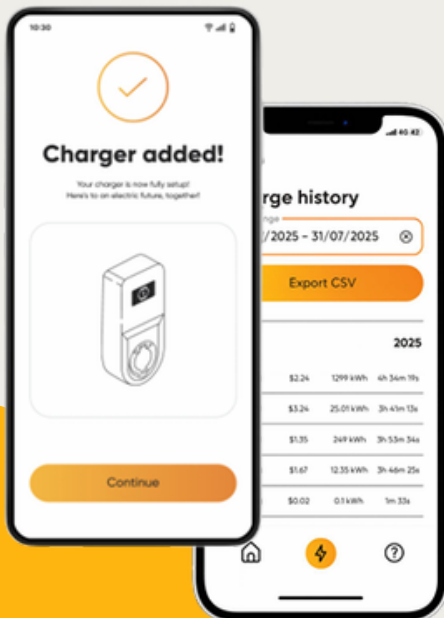 10:30
Charger added!
Your charger is now fully setup!
Here's to an electric future, together!
Continue
rge history
nge
/2025 - 31/07/2025
Export CSV
2025
$2.24 1299 kWh 4h 34m 19s
$3.24 25.01 kWh 3h 41m 13s
$1.35 249 kWh 3h 53m 34s
$1.67 12.35 kWh 3h 46m 25s
$0.02 0.1 kWh 1m 33s